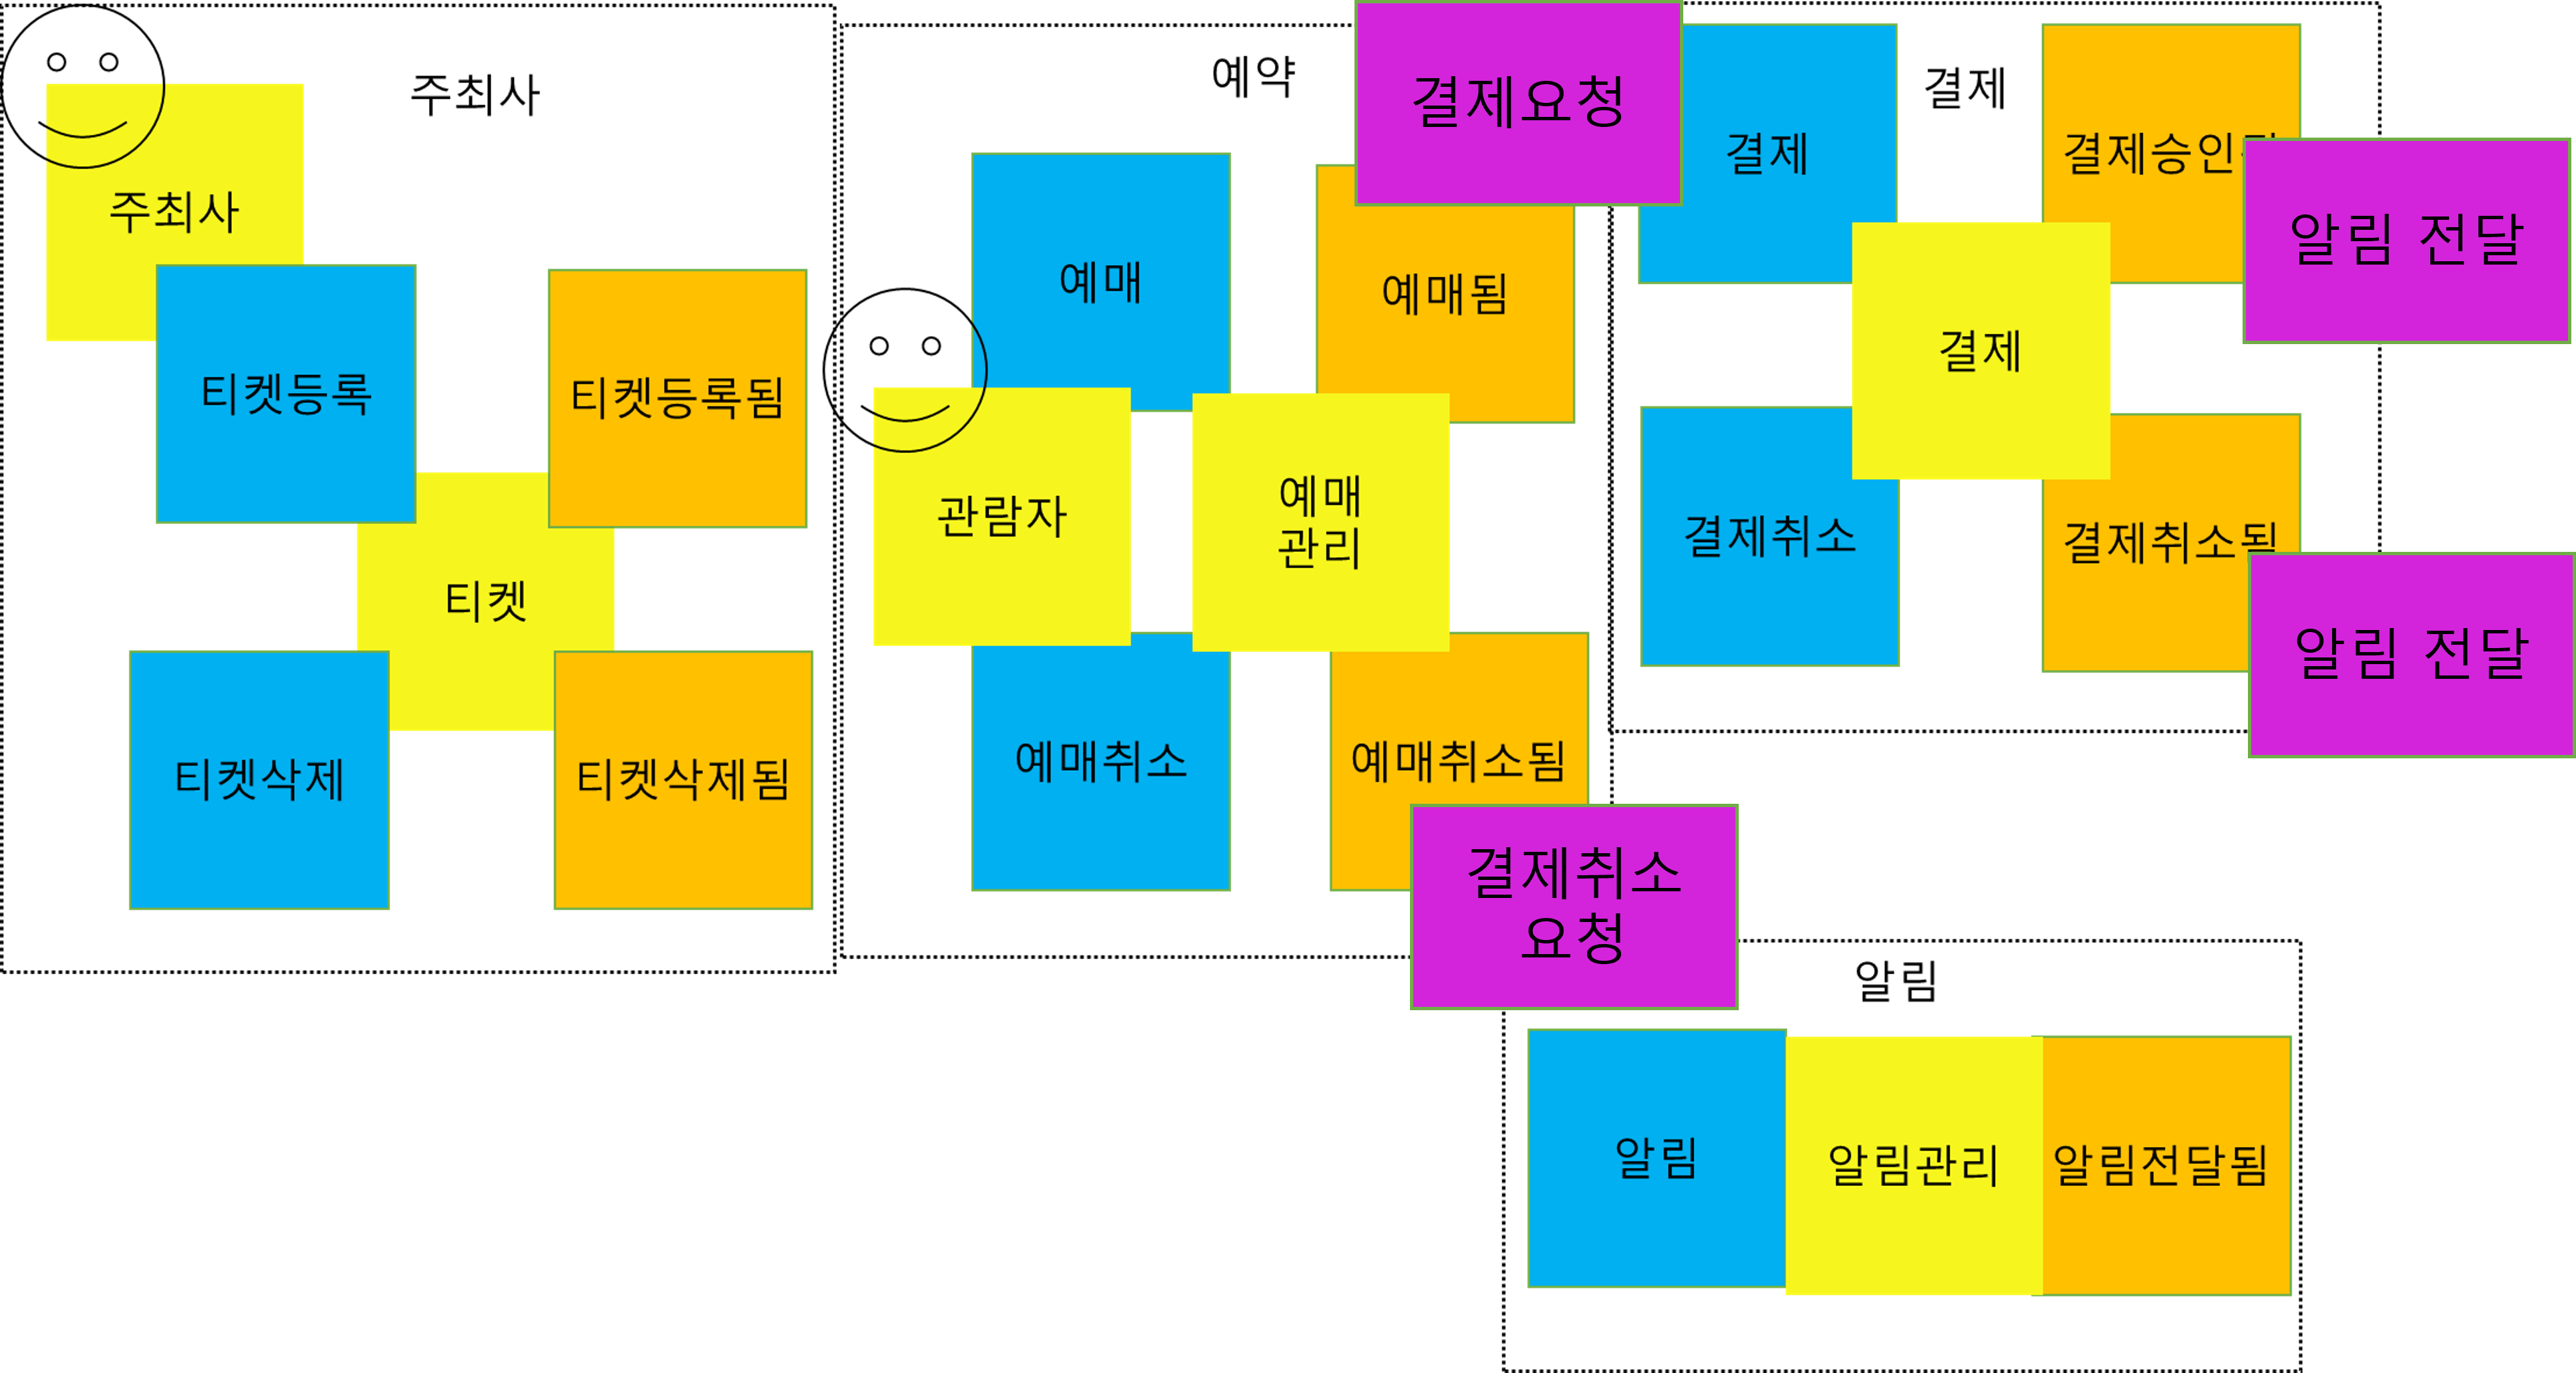 주최사
주최사
티켓등록
티켓등록됨
티켓
티켓삭제
티켓삭제됨
예약
결제요청
예매
예매됨
관람자
예매
관리
예매취소
예매취소됨
결제취소
요청
결제
결제
결제승인
알림 전달
결제
결제취소
결제취소됨
알림 전달
알림
알림
알림관리
알림전달됨